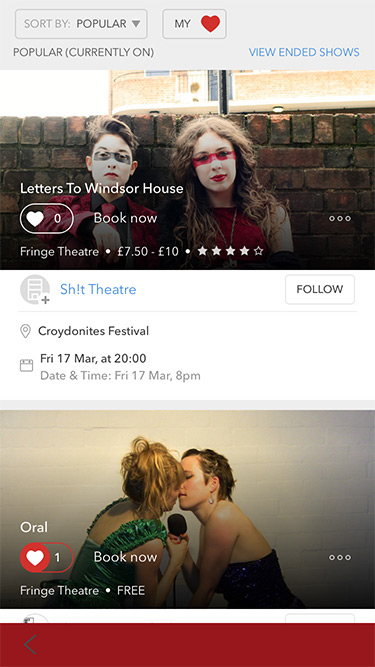 SORT BY: POPULAR ▼ MY
POPULAR (CURRENTLY ON) VIEW ENDED SHOWS
Letters To Windsor House
0 Book now
Fringe Theatre • £7.50 - £10 • ★★★★☆
Sh!t Theatre FOLLOW
Croydonites Festival
Fri 17 Mar, at 20:00
Date & Time: Fri 17 Mar, 8pm
Oral
1 Book now
Fringe Theatre • FREE